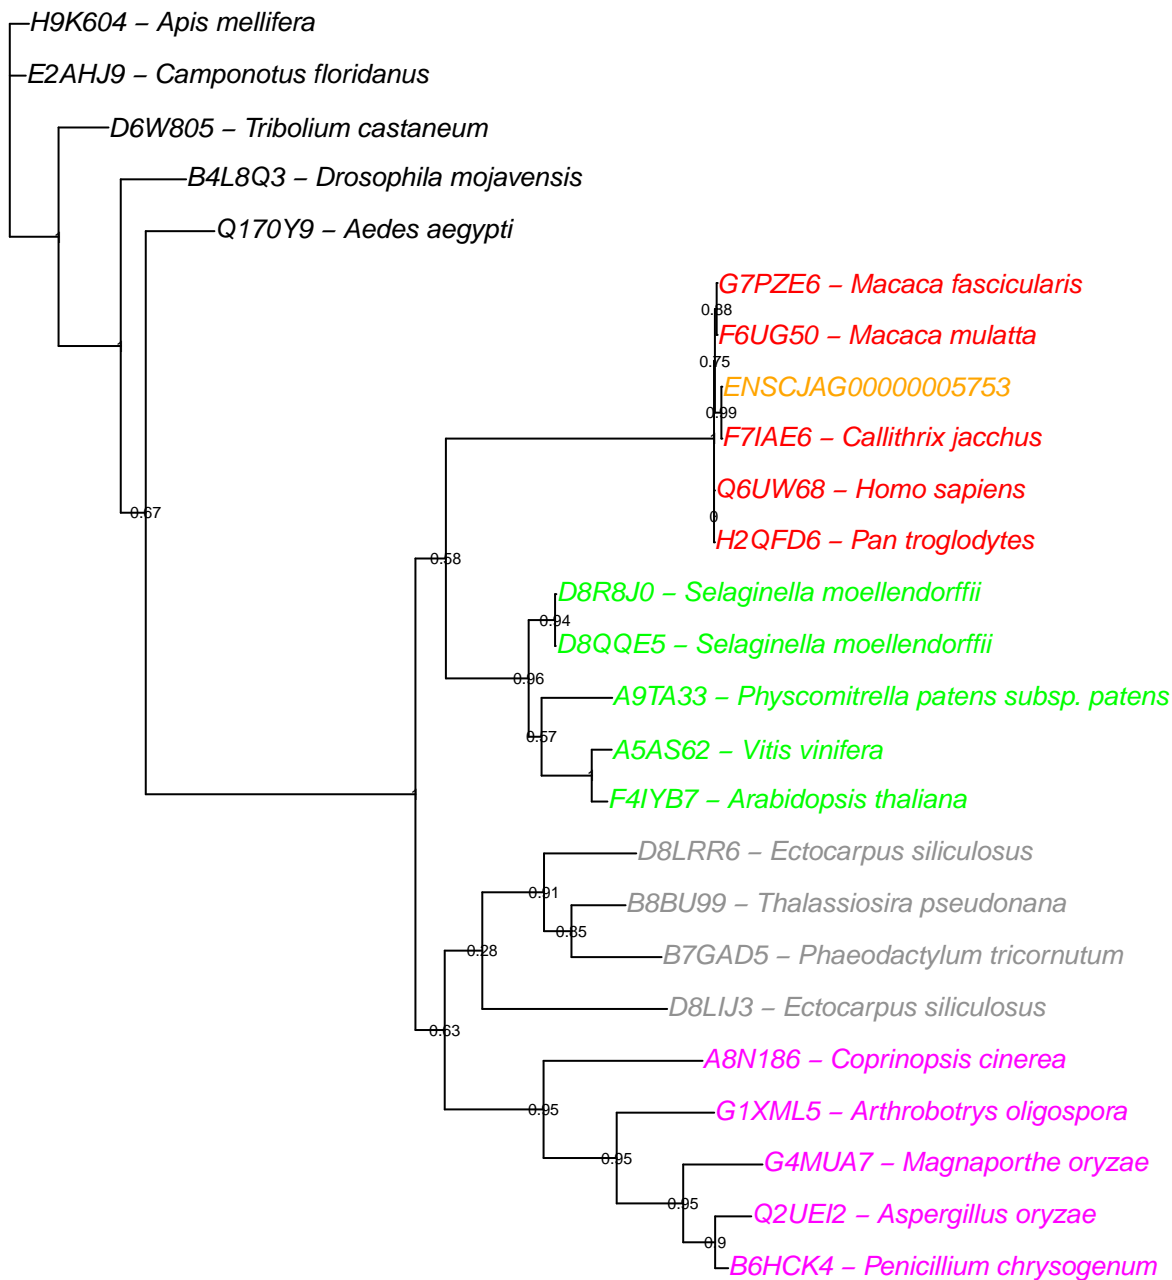 H9K604 – Apis mellifera
E2AHJ9 – Camponotus floridanus
D6W805 – Tribolium castaneum
B4L8Q3 – Drosophila mojavensis
Q170Y9 – Aedes aegypti
1
G7PZE6 – Macaca fascicularis
0.88
F6UG50 – Macaca mulatta
1
0.75
ENSCJAG00000005753
0.99
F7IAE6 – Callithrix jacchus
1
Q6UW68 – Homo sapiens
0.67
0
H2QFD6 – Pan troglodytes
0.58
D8R8J0 – Selaginella moellendorffii
0.94
D8QQE5 – Selaginella moellendorffii
0.96
A9TA33 – Physcomitrella patens subsp. patens
0.57
A5AS62 – Vitis vinifera
1
1
F4IYB7 – Arabidopsis thaliana
D8LRR6 – Ectocarpus siliculosus
0.91
B8BU99 – Thalassiosira pseudonana
0.85
0.28
B7GAD5 – Phaeodactylum tricornutum
D8LIJ3 – Ectocarpus siliculosus
0.63
A8N186 – Coprinopsis cinerea
0.95
G1XML5 – Arthrobotrys oligospora
0.95
G4MUA7 – Magnaporthe oryzae
0.95
Q2UEI2 – Aspergillus oryzae
0.9
B6HCK4 – Penicillium chrysogenum